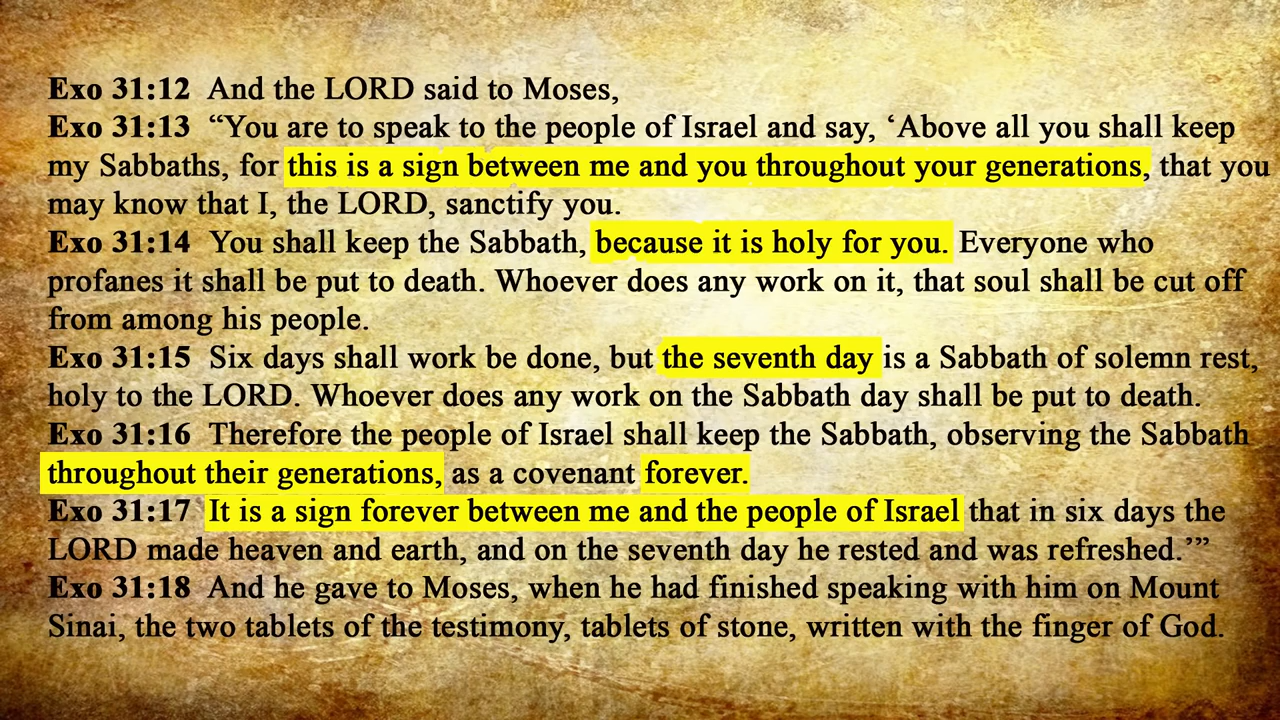 Exo 31:12 And the LORD said to Moses,
Exo 31:13 “You are to speak to the people of Israel and say, ‘Above all you shall keep
my Sabbaths, for this is a sign between me and you throughout your generations, that you
may know that I, the LORD, sanctify you.
Exo 31:14 You shall keep the Sabbath, because it is holy for you. Everyone who
profanes it shall be put to death. Whoever does any work on it, that soul shall be cut off
from among his people.
Exo 31:15 Six days shall work be done, but the seventh day is a Sabbath of solemn rest,
holy to the LORD. Whoever does any work on the Sabbath day shall be put to death.
Exo 31:16 Therefore the people of Israel shall keep the Sabbath, observing the Sabbath
throughout their generations, as a covenant forever.
Exo 31:17 It is a sign forever between me and the people of Israel that in six days the
LORD made heaven and earth, and on the seventh day he rested and was refreshed.’”
Exo 31:18 And he gave to Moses, when he had finished speaking with him on Mount
Sinai, the two tablets of the testimony, tablets of stone, written with the finger of God.